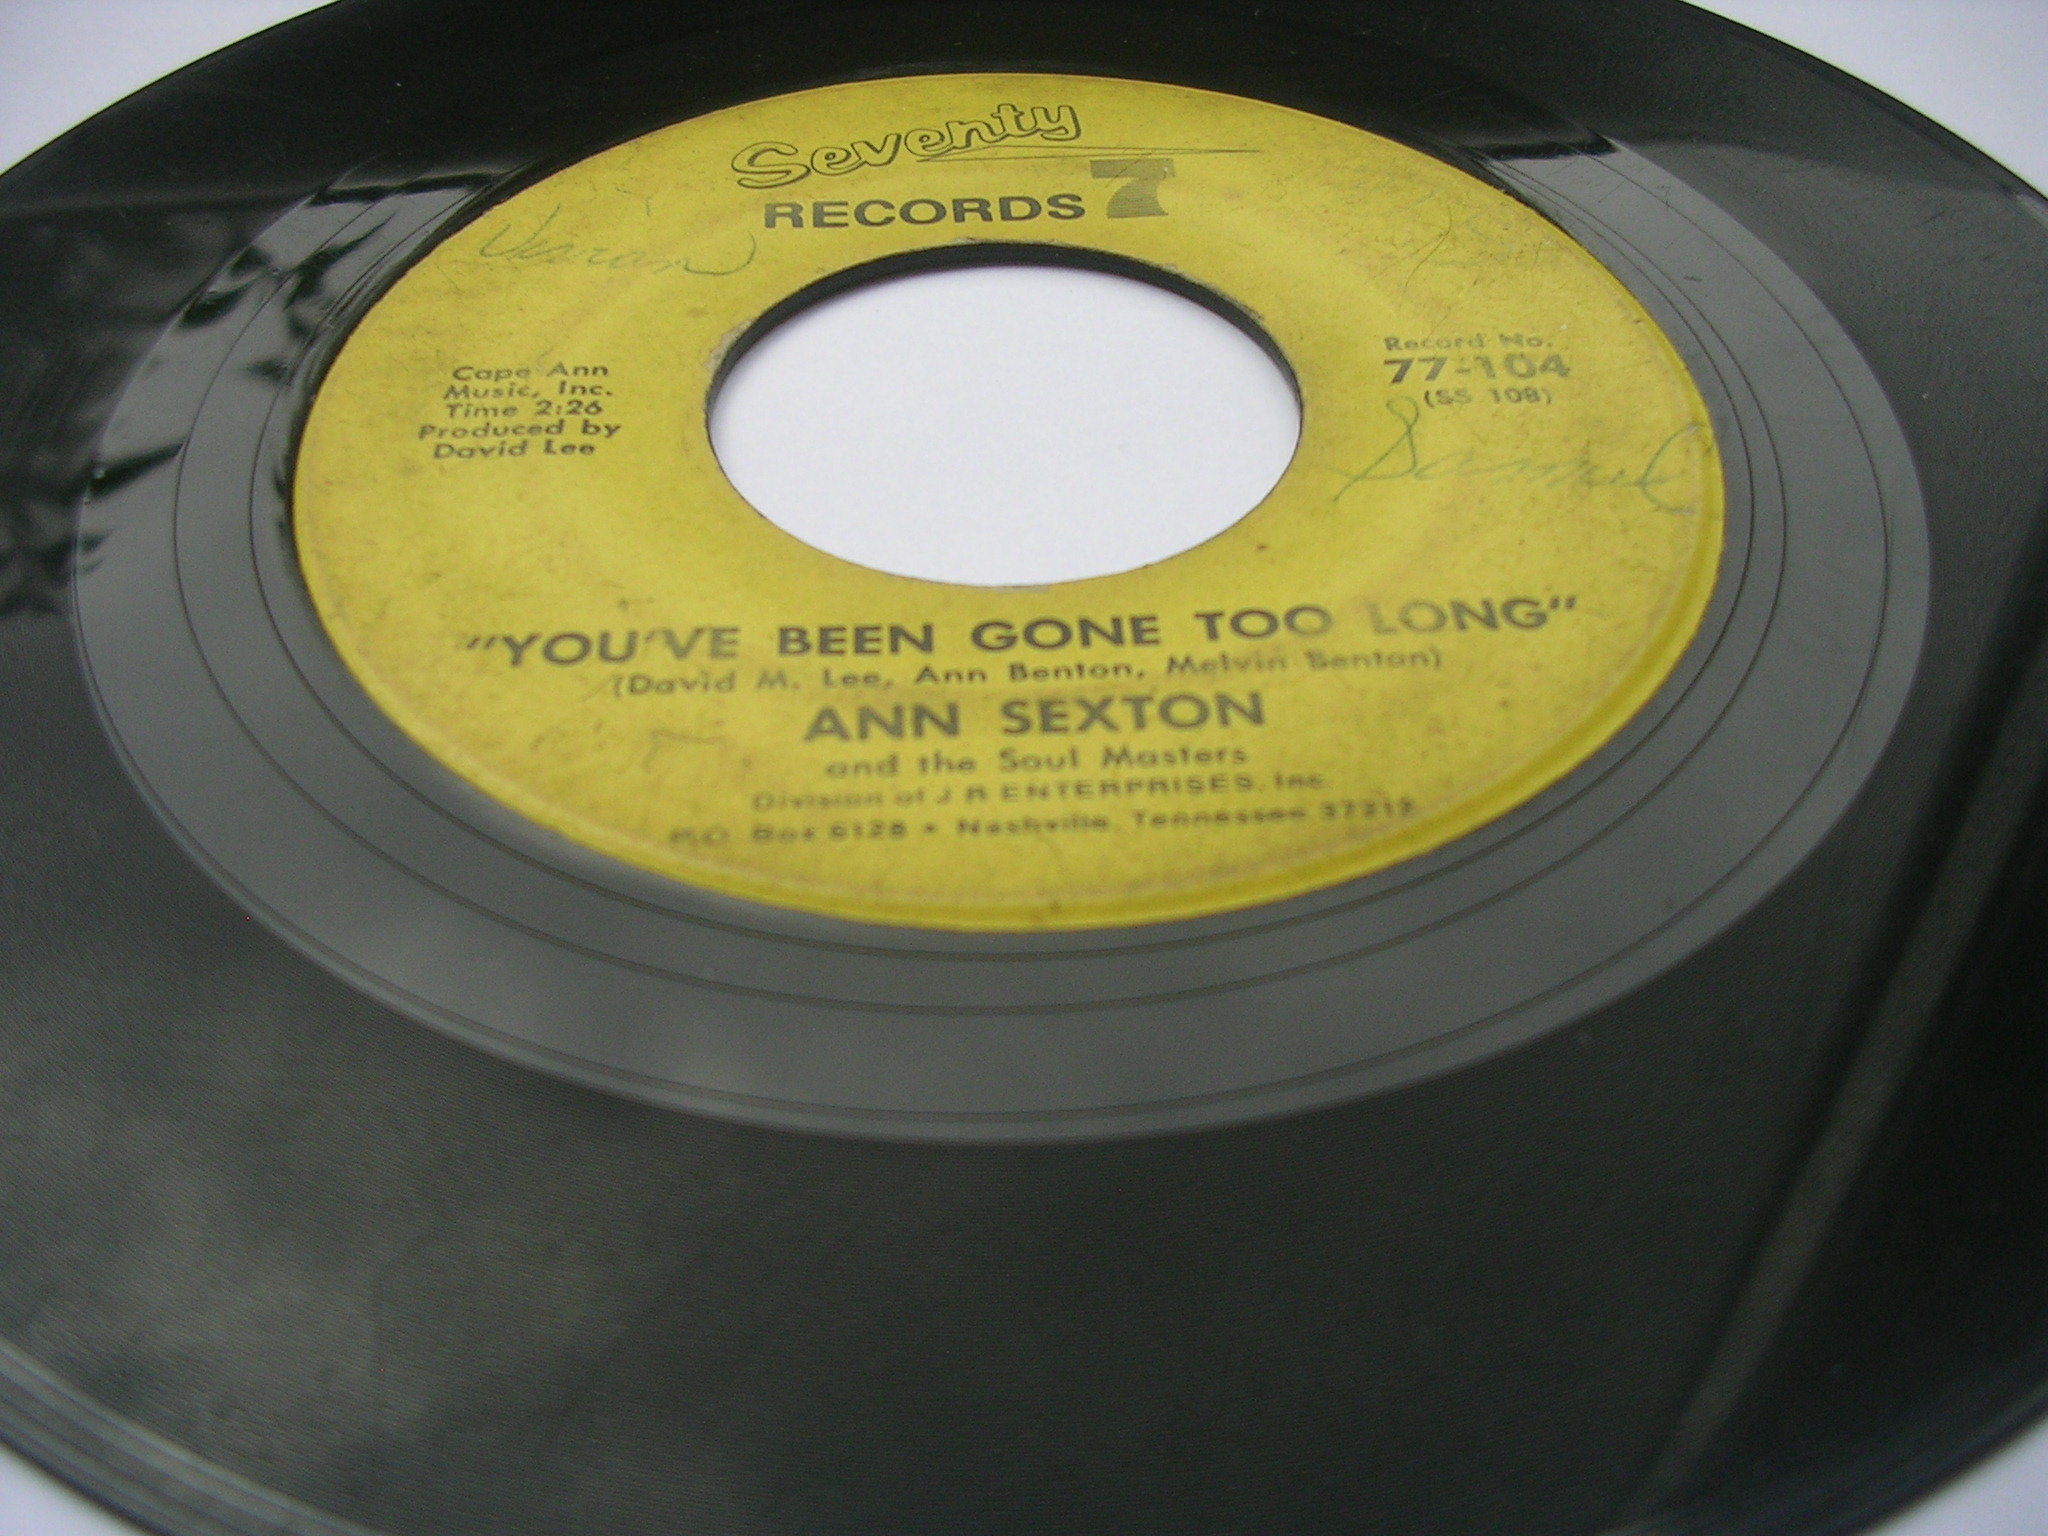 Seventy
RECORDS 7
Cape Ann
Music, Inc.
Time 2:26
Produced by
David Lee
Record No.
77-104
(SS 108)
Samuel
"YOU'VE BEEN GONE TOO LONG"
(David M. Lee, Ann Benton, Melvin Benton)
ANN SEXTON
and the Soul Masters
Division of J R ENTERPRISES, Inc.
P.O. Box 6128 • Nashville, Tennessee 37212